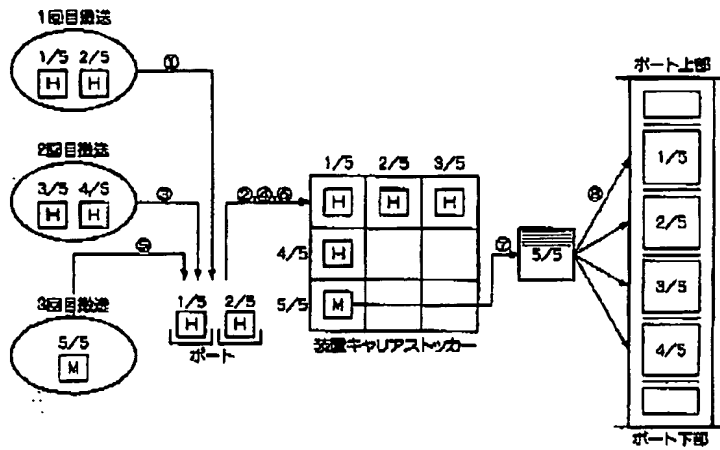 1回目搬送
1/5 2/5
H H
①
2回目搬送
3/5 4/5
H H
③
⑤
3回目搬送
5/5
M
1/5 2/5
H H
ポート
②④⑥
1/5 2/5 3/5
H H H
4/5 H
5/5 M
装置キャリアストッカー
⑦
5/5
⑧
ポート上部
1/5
2/5
3/5
4/5
ポート下部